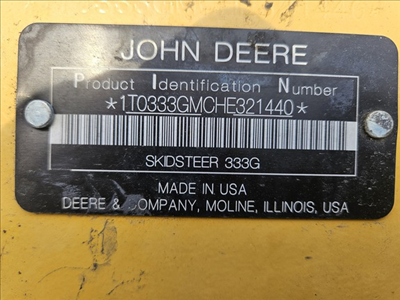 JOHN DEERE
Product Identification Number
*1T0333GMCHE321440*
SKIDSTEER 333G
MADE IN USA
DEERE & COMPANY, MOLINE, ILLINOIS, USA